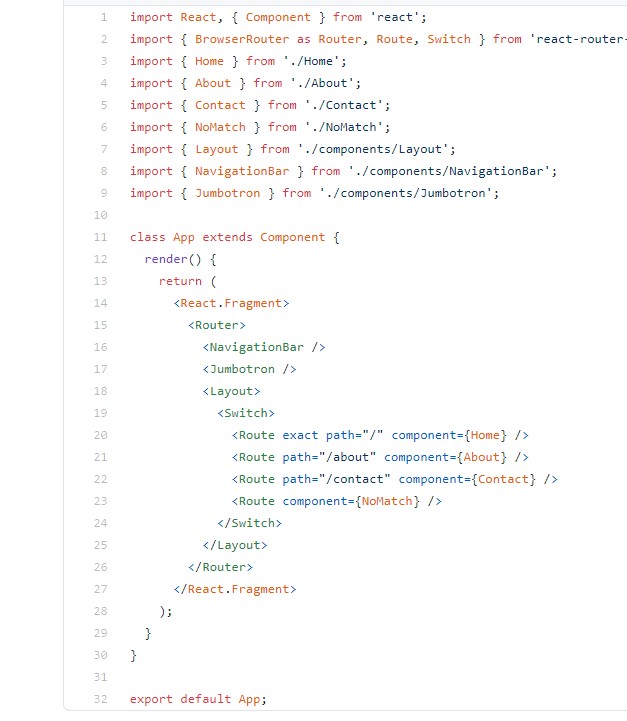 1 import React, { Component } from 'react';
2 import { BrowserRouter as Router, Route, Switch } from 'react-router-
3 import { Home } from './Home';
4 import { About } from './About';
5 import { Contact } from './Contact';
6 import { NoMatch } from './NoMatch';
7 import { Layout } from './components/Layout';
8 import { NavigationBar } from './components/NavigationBar';
9 import { Jumbotron } from './components/Jumbotron';
10
11 class App extends Component {
12   render() {
13     return (
14       <React.Fragment>
15         <Router>
16           <NavigationBar />
17           <Jumbotron />
18           <Layout>
19             <Switch>
20               <Route exact path="/" component={Home} />
21               <Route path="/about" component={About} />
22               <Route path="/contact" component={Contact} />
23               <Route component={NoMatch} />
24             </Switch>
25           </Layout>
26         </Router>
27       </React.Fragment>
28     );
29   }
30 }
31
32 export default App;